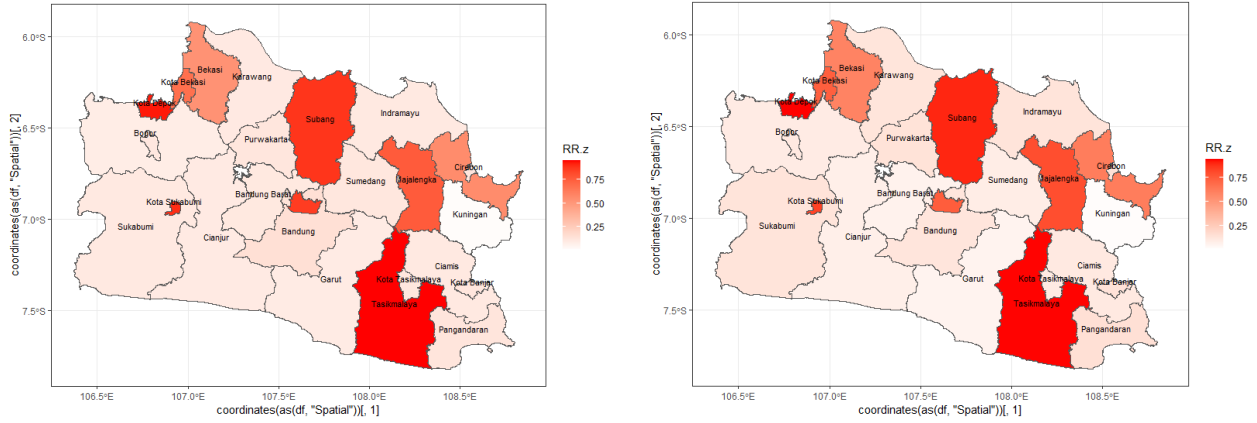 6.0°S
6.5°S
7.0°S
7.5°S
coordinates(as(df, "Spatial"))[, 2]
Bekasi
Kota Bekasi
Karawang
Kota Depok
Subang
Indramayu
Bogor
Purwakarta
Cirebon
Majalengka
Sumedang
Bandung Barat
Kota Sukabumi
Kuningan
Sukabumi
Cianjur
Bandung
Ciamis
Garut
Kota Tasikmalaya
Kota Banjar
Tasikmalaya
Pangandaran
106.5°E
107.0°E
107.5°E
108.0°E
108.5°E
coordinates(as(df, "Spatial"))[, 1]
RR.z
0.75
0.50
0.25
6.0°S
6.5°S
7.0°S
7.5°S
coordinates(as(df, "Spatial"))[, 2]
Bekasi
Kota Bekasi
Karawang
Kota Depok
Subang
Indramayu
Bogor
Purwakarta
Cirebon
Majalengka
Sumedang
Bandung Barat
Kota Sukabumi
Kuningan
Sukabumi
Cianjur
Bandung
Ciamis
Garut
Kota Tasikmalaya
Kota Banjar
Tasikmalaya
Pangandaran
106.5°E
107.0°E
107.5°E
108.0°E
108.5°E
coordinates(as(df, "Spatial"))[, 1]
RR.z
0.75
0.50
0.25